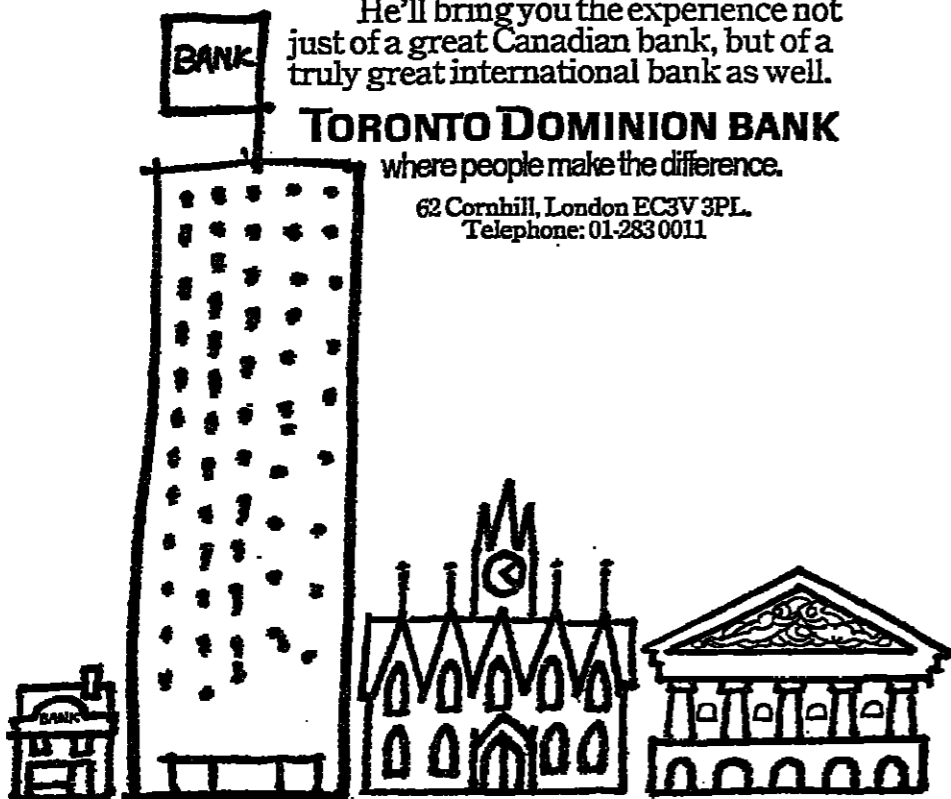 He'll bring you the experience not
just of a great Canadian bank, but of a
truly great international bank as well.
BANK
TORONTO DOMINION BANK
where people make the difference.
62 Cornhill, London EC3V 3PL.
Telephone: 01-283 0011
BANK